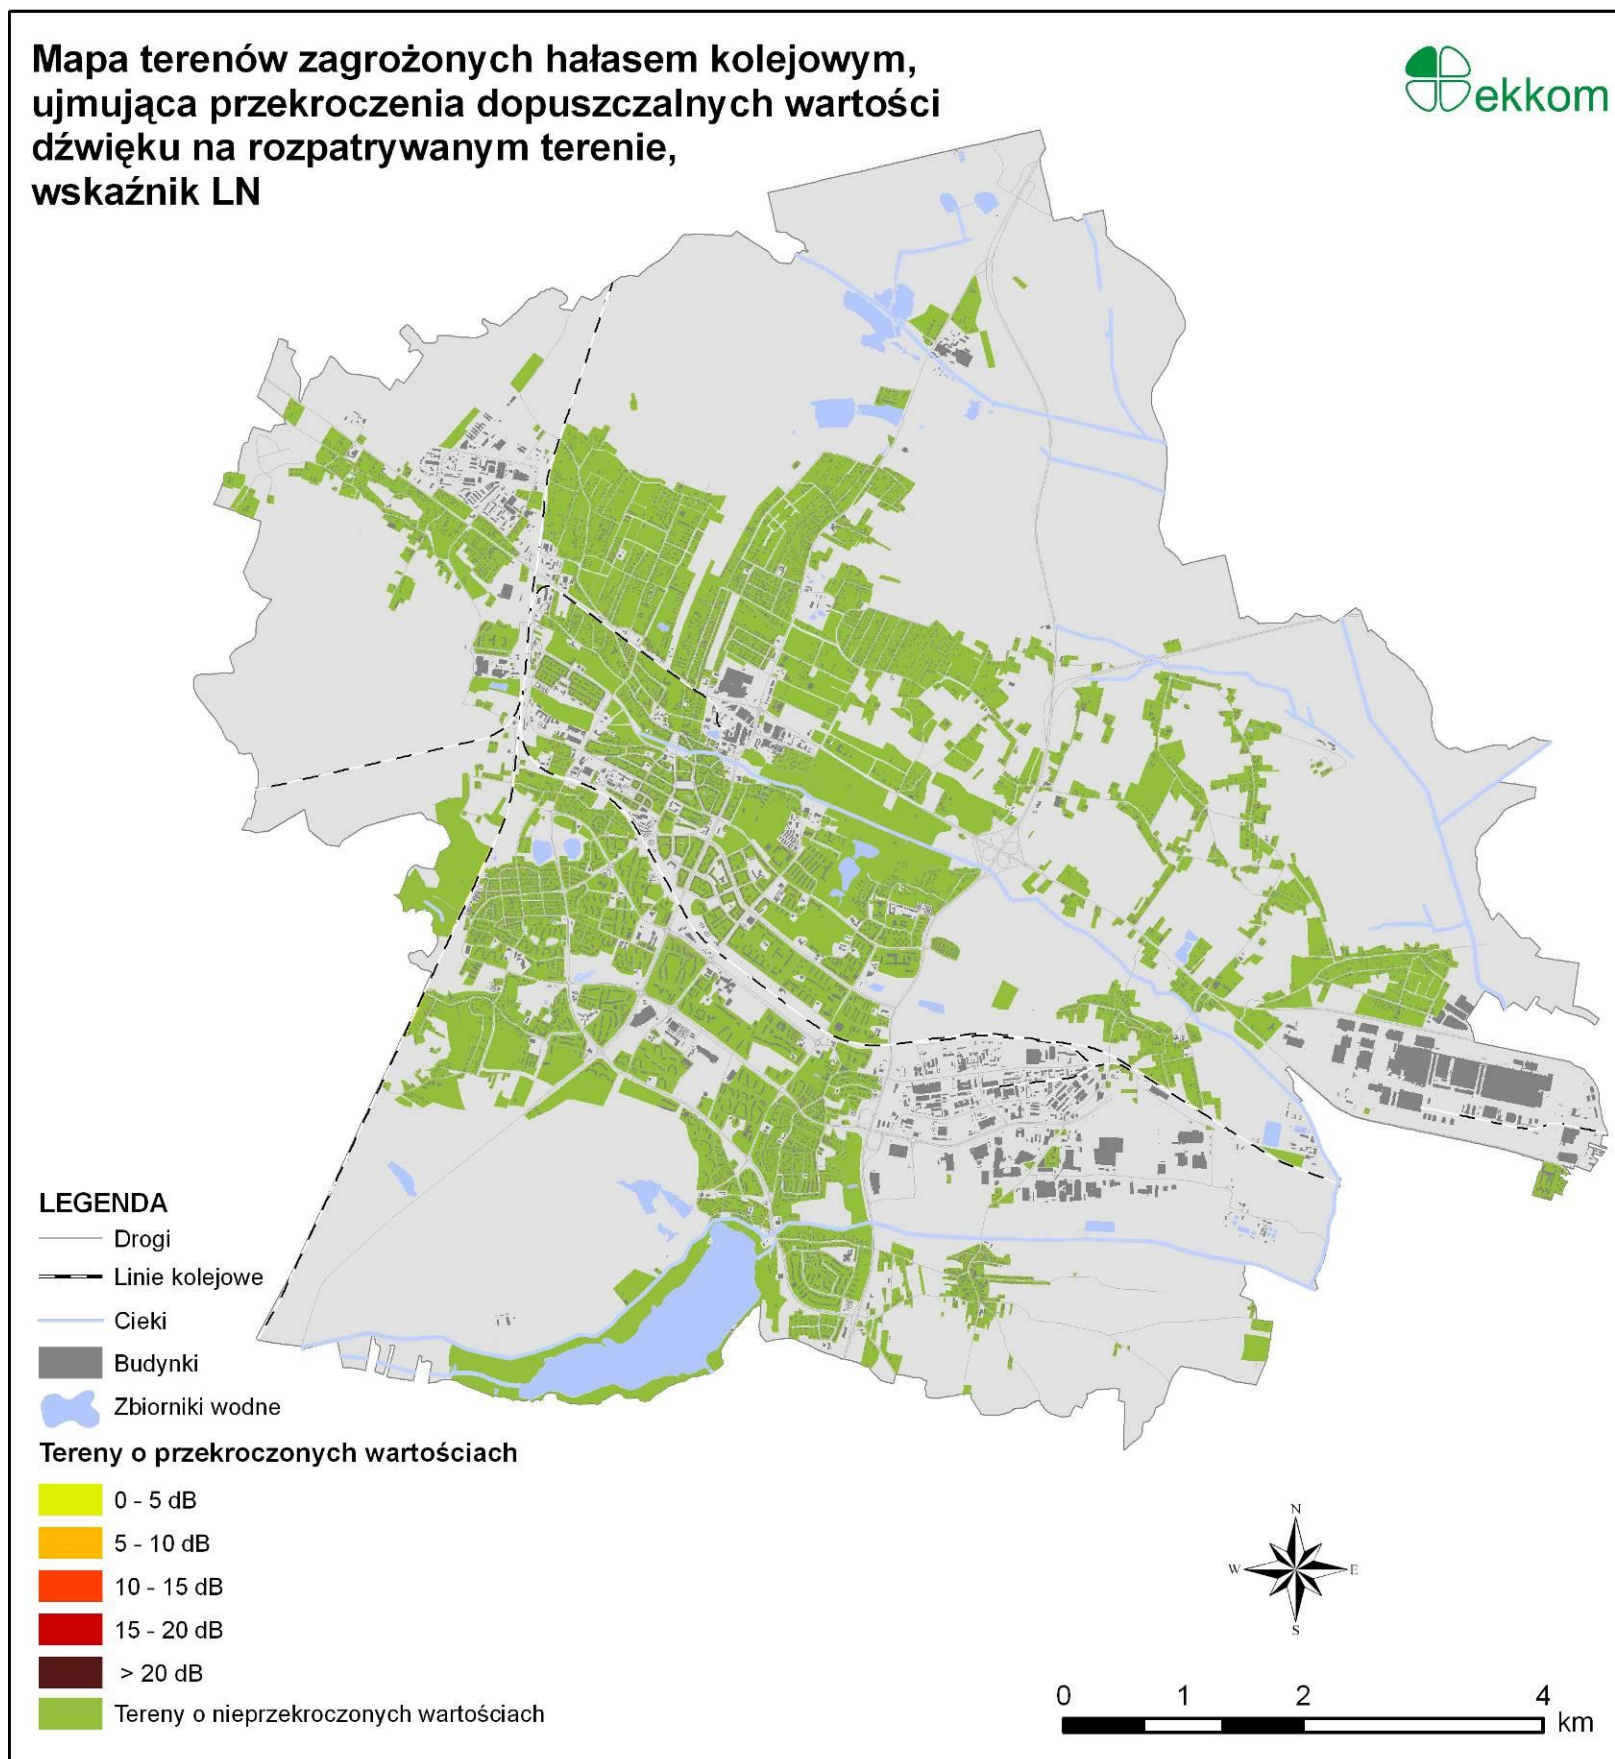 Mapa terenów zagrożonych hałasem kolejowym,
ujmująca przekroczenia dopuszczalnych wartości
dźwięku na rozpatrywanym terenie,
wskaźnik LN
ekkom
LEGENDA
Drogi
Linie kolejowe
Cieki
Budynki
Zbiorniki wodne
Tereny o przekroczonych wartościach
0 - 5 dB
5 - 10 dB
10 - 15 dB
15 - 20 dB
> 20 dB
Tereny o nieprzekroczonych wartościach
N
W E
S
0 1 2 4
km